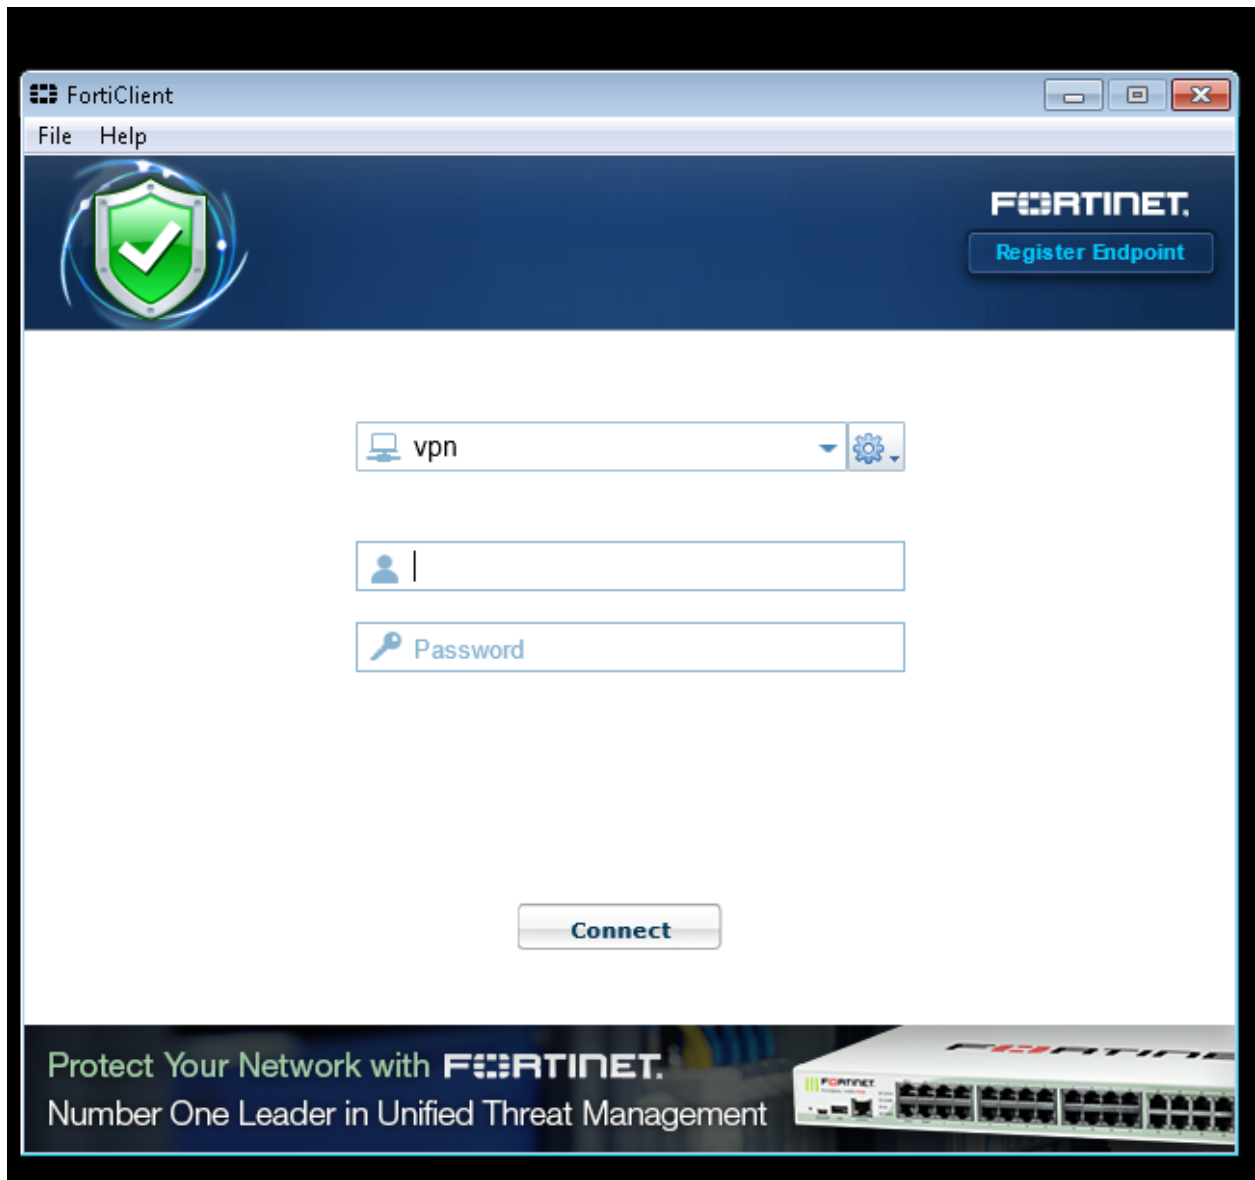 FortiClient
File Help
FORTINET.
Register Endpoint
vpn
Password
Connect
Protect Your Network with FORTINET.
Number One Leader in Unified Threat Management
FORTINET
FORTINET